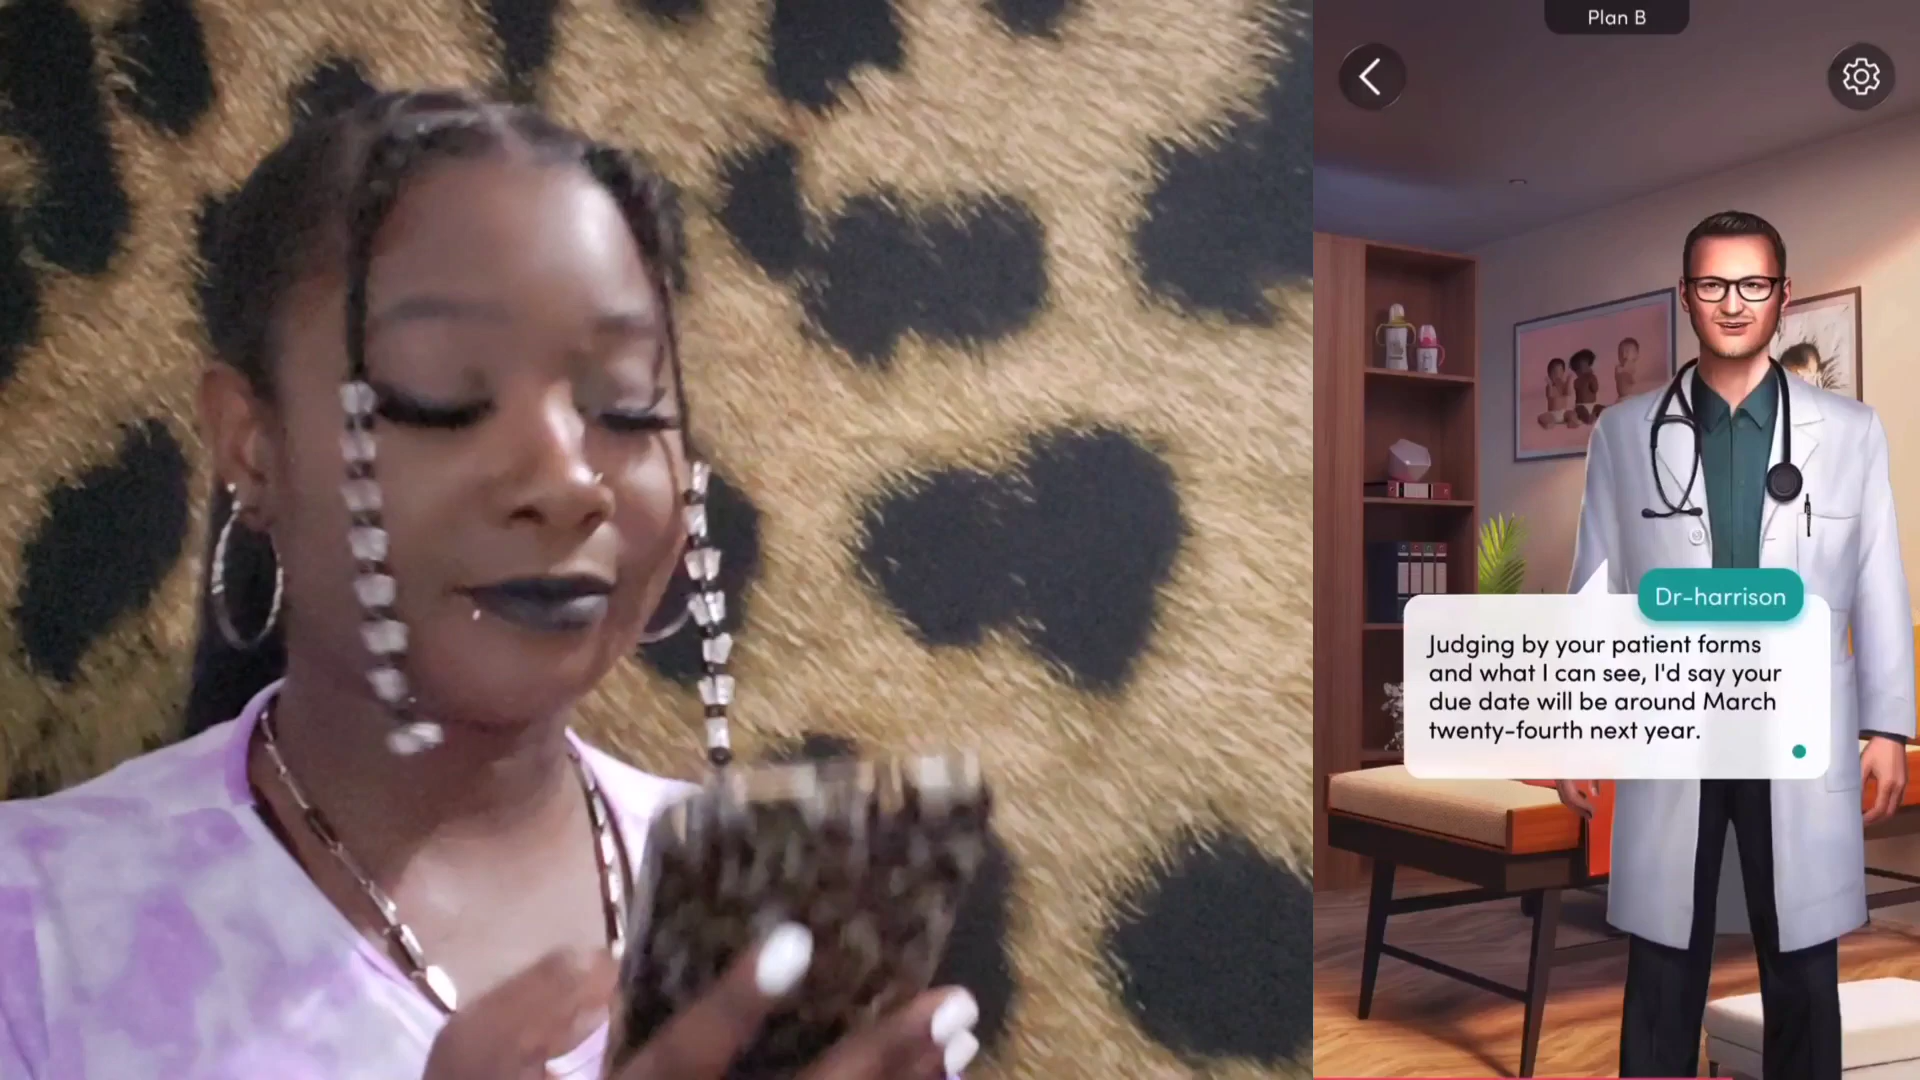 Plan B
Dr-harrison
Judging by your patient forms
and what I can see, I'd say your
due date will be around March
twenty-fourth next year.